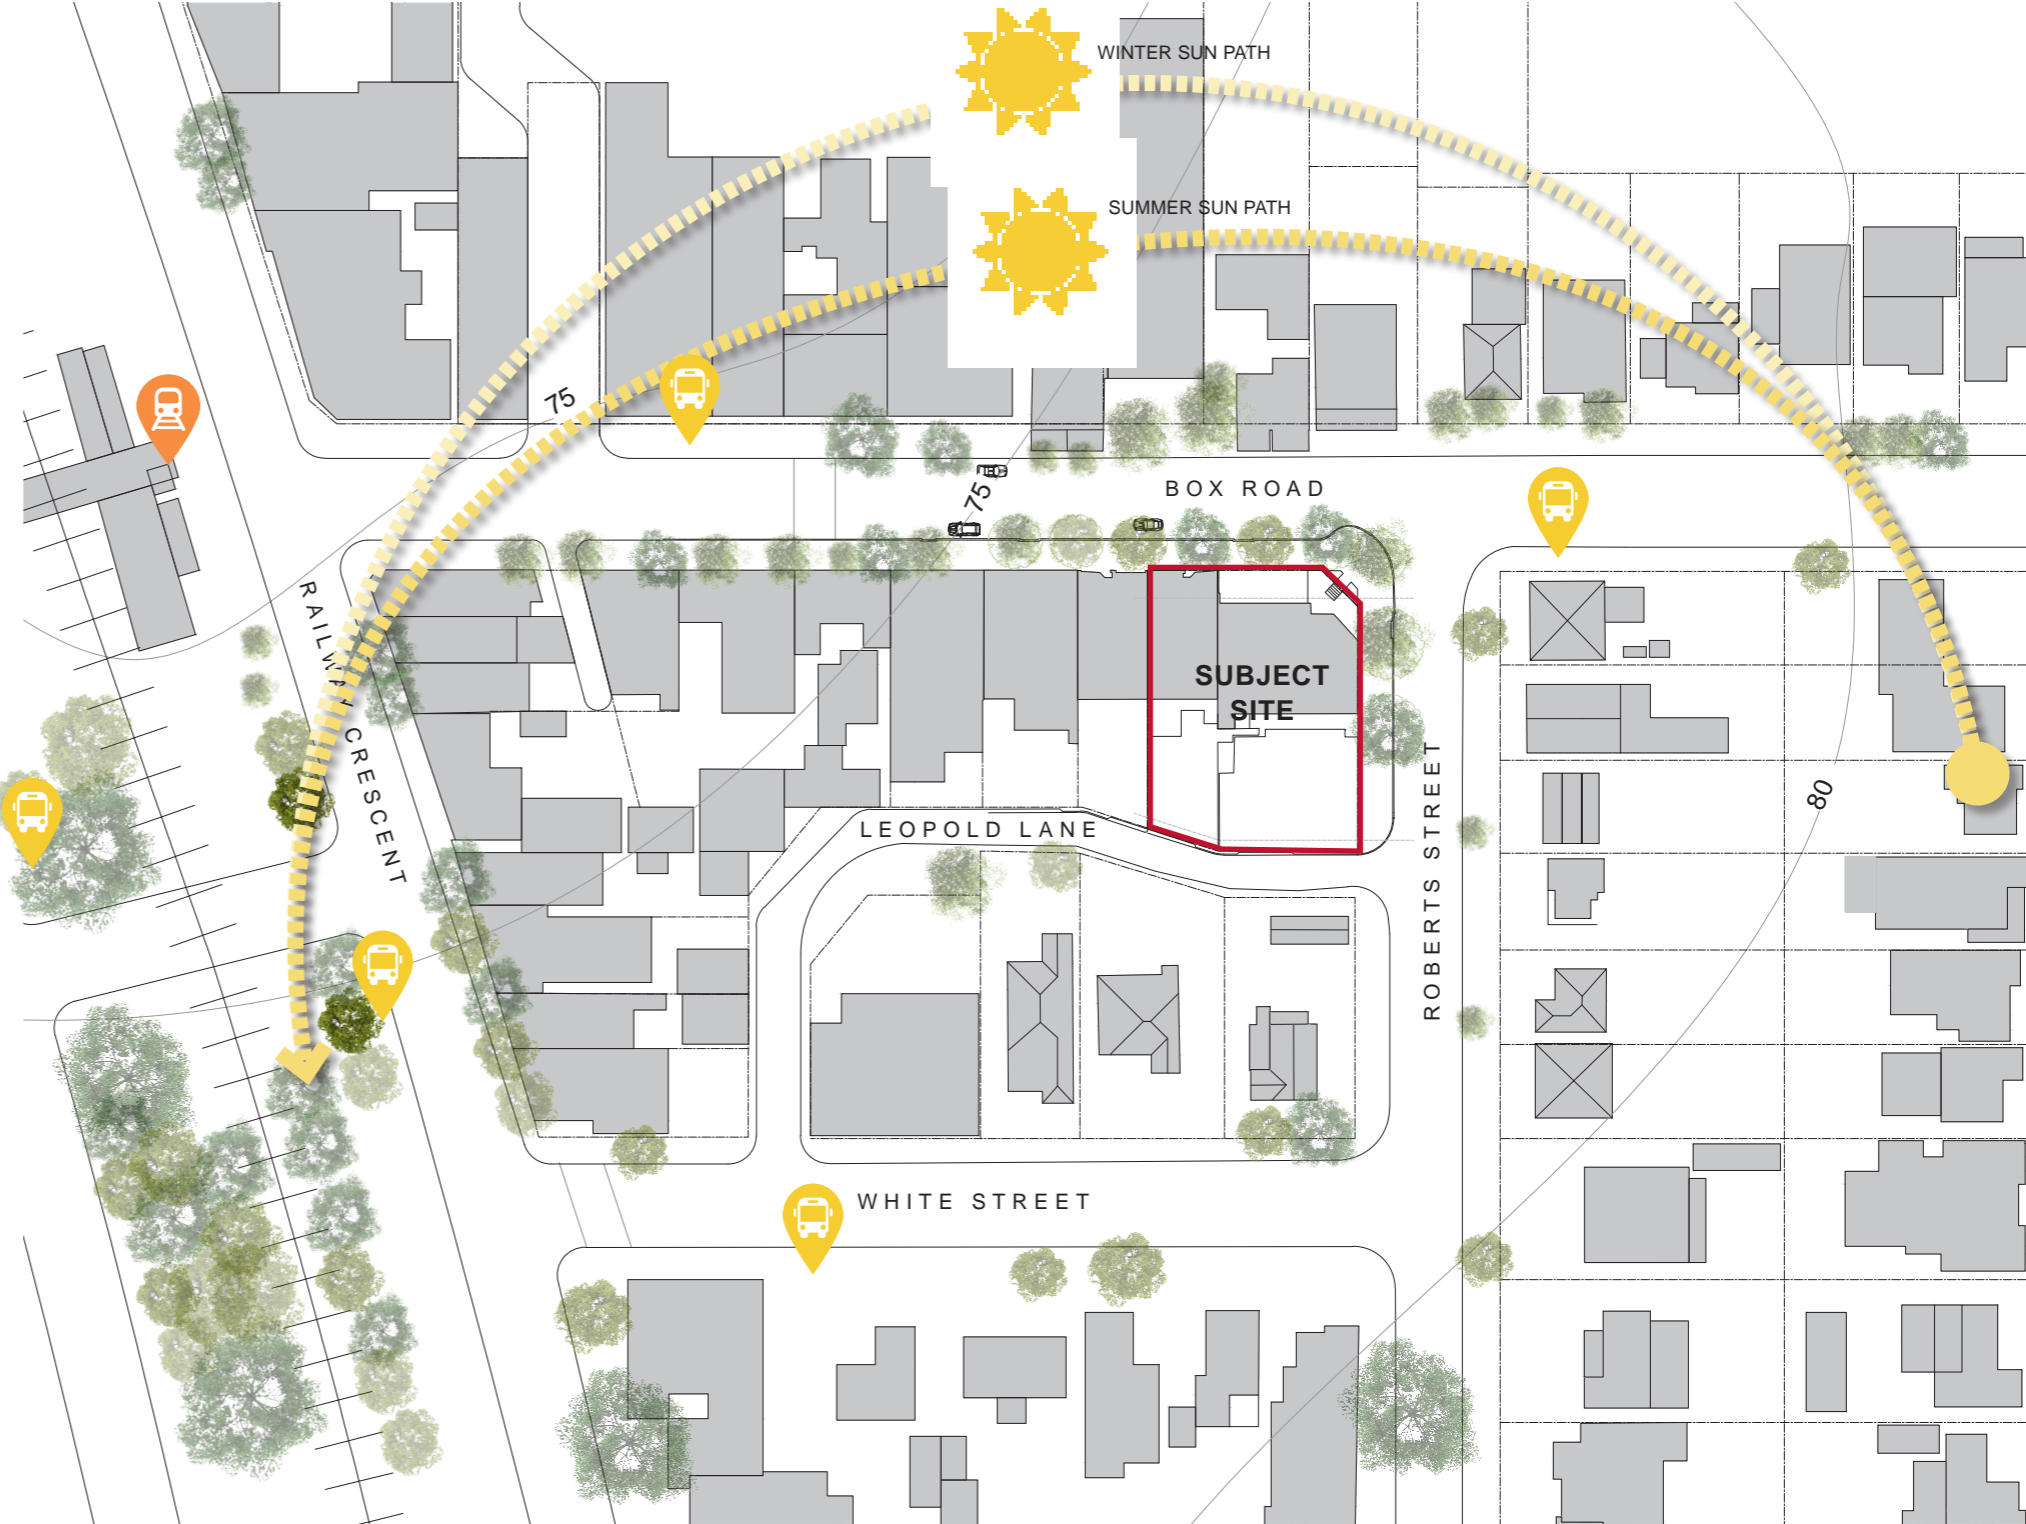 WINTER SUN PATH
SUMMER SUN PATH
75
75
BOX ROAD
RAILWAY CRESCENT
SUBJECT
SITE
ROBERTS STREET
80
LEOPOLD LANE
WHITE STREET